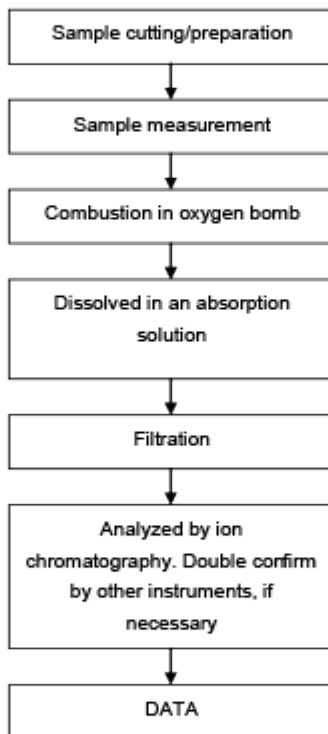 Sample cutting/preparation
Sample measurement
Combustion in oxygen bomb
Dissolved in an absorption
solution
Filtration
Analyzed by ion
chromatography. Double confirm
by other instruments, if
necessary
DATA